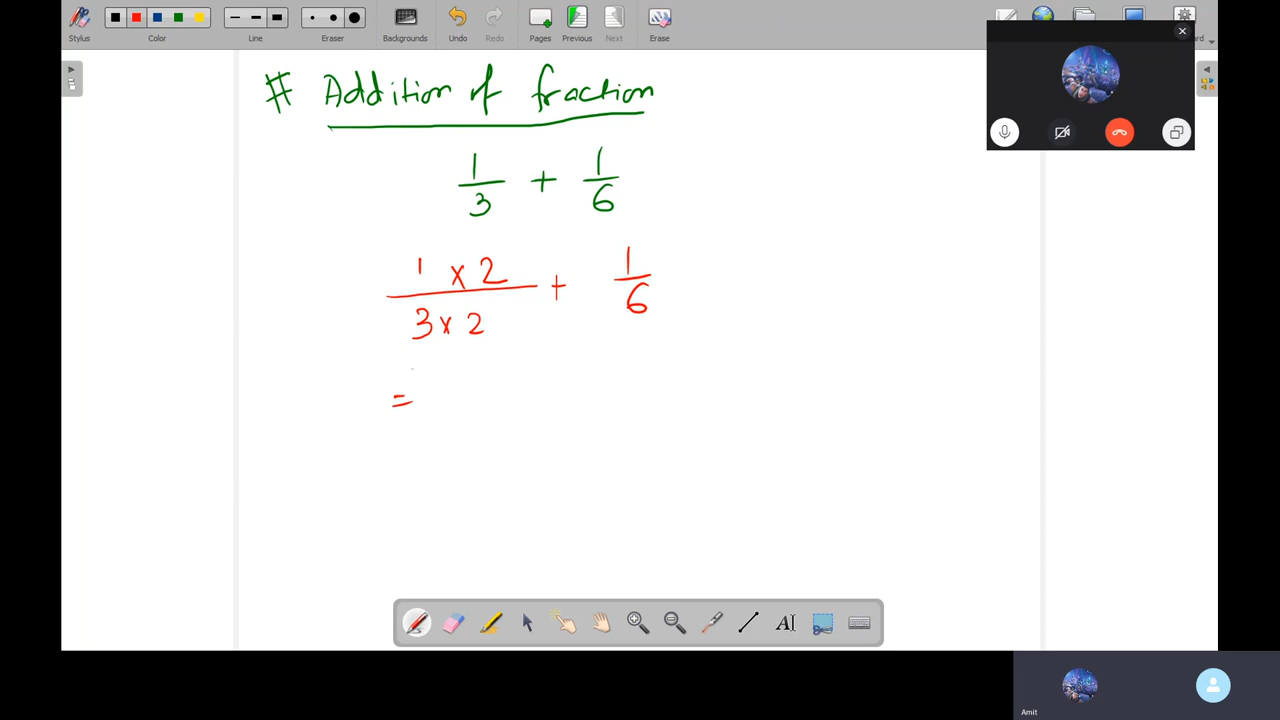 Stylus Color Line Eraser Backgrounds Undo Redo Pages Previous Next Erase
# Addition of fraction
1/3 + 1/6
1 x 2 / 3 x 2 + 1/6
=
Amit